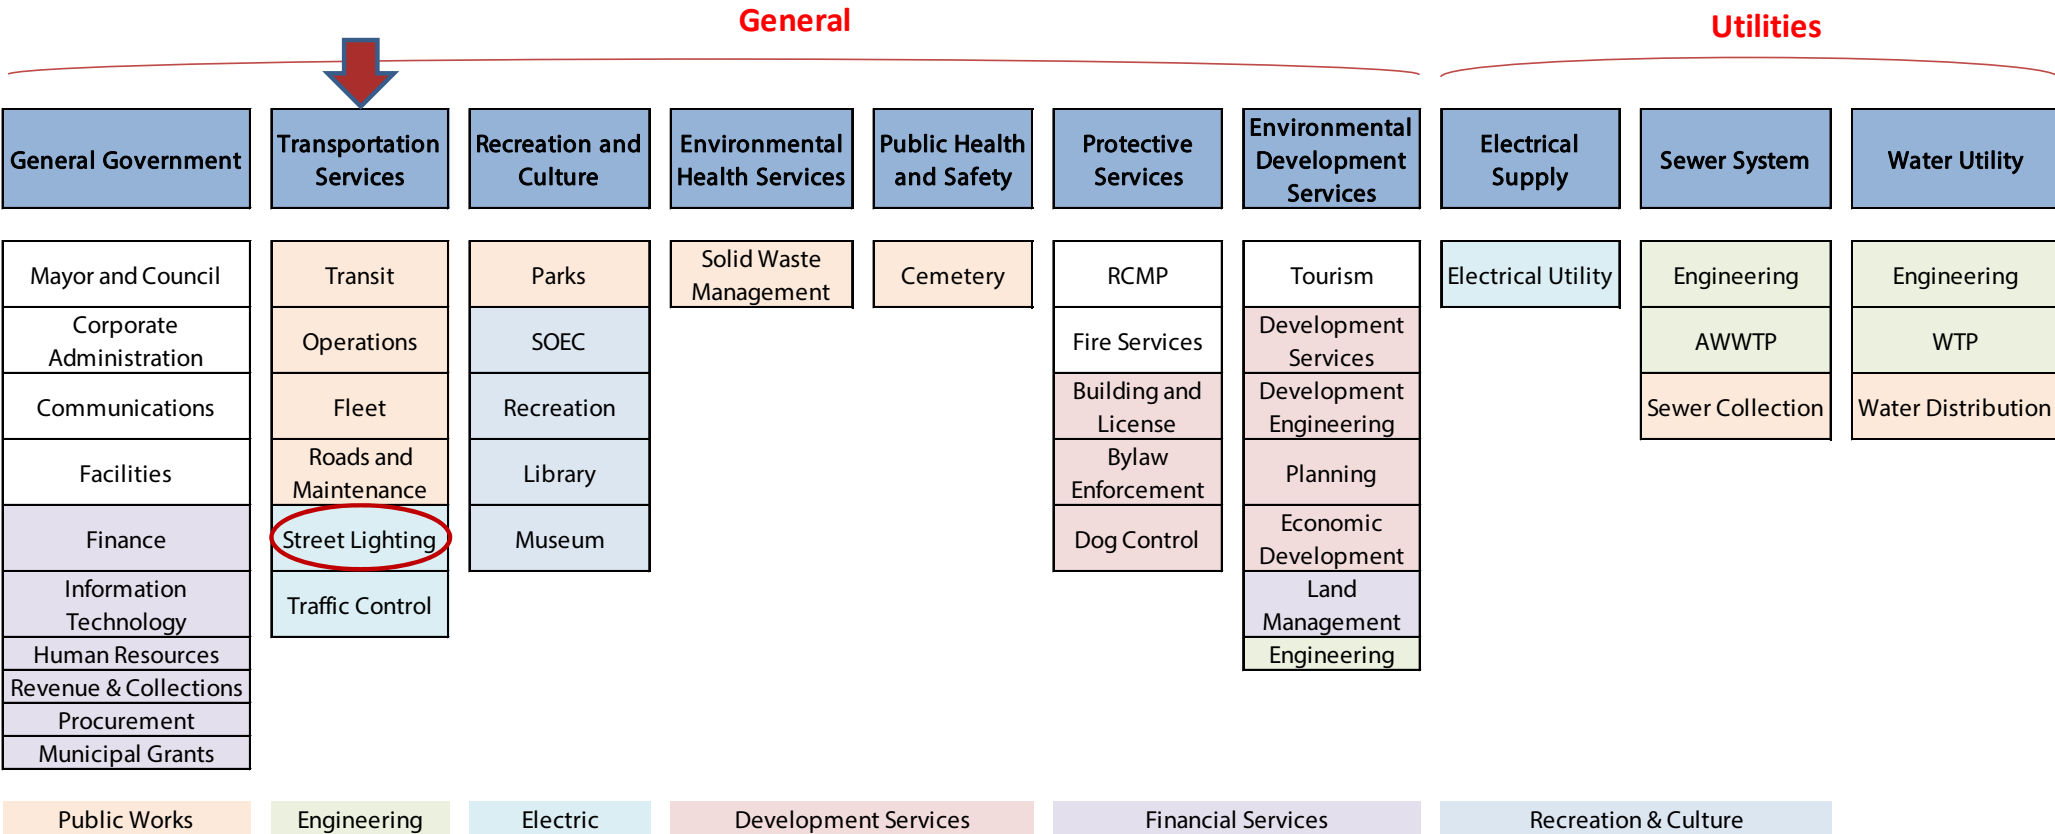 General
Utilities
General Government
Transportation
Services
Recreation and
Culture
Environmental
Health Services
Public Health
and Safety
Protective
Services
Environmental
Development
Services
Electrical
Supply
Sewer System
Water Utility
Mayor and Council
Corporate
Administration
Communications
Facilities
Finance
Information
Technology
Human Resources
Revenue & Collections
Procurement
Municipal Grants
Transit
Operations
Fleet
Roads and
Maintenance
Street Lighting
Traffic Control
Parks
SOEC
Recreation
Library
Museum
Solid Waste
Management
Cemetery
RCMP
Fire Services
Building and
License
Bylaw
Enforcement
Dog Control
Tourism
Development
Services
Development
Engineering
Planning
Economic
Development
Land
Management
Engineering
Electrical Utility
Engineering
AWWTP
Sewer Collection
Engineering
WTP
Water Distribution
Public Works
Engineering
Electric
Development Services
Financial Services
Recreation & Culture